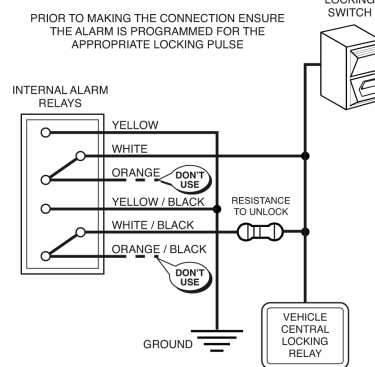 LOCKING
SWITCH
PRIOR TO MAKING THE CONNECTION ENSURE
THE ALARM IS PROGRAMMED FOR THE
APPROPRIATE LOCKING PULSE
INTERNAL ALARM
RELAYS
YELLOW
WHITE
ORANGE
DON'T
USE
YELLOW / BLACK
RESISTANCE
TO UNLOCK
WHITE / BLACK
ORANGE / BLACK
DON'T
USE
GROUND
VEHICLE
CENTRAL
LOCKING
RELAY